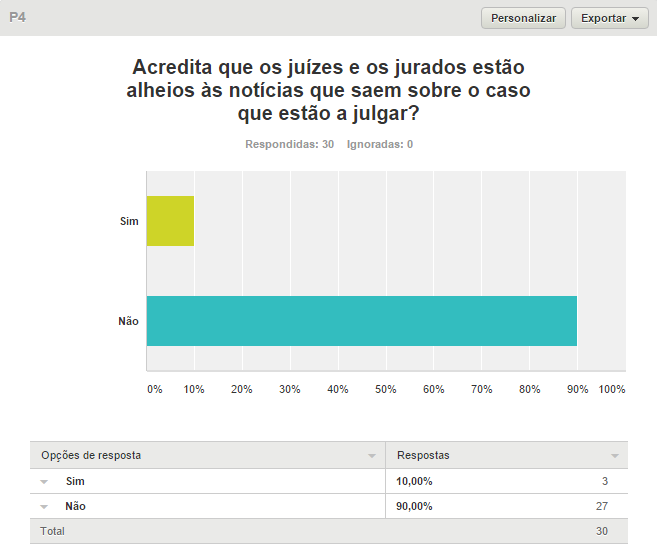 P4
Personalizar
Exportar
Acredita que os juízes e os jurados estão
alheios às notícias que saem sobre o caso
que estão a julgar?
Respondidas: 30 Ignoradas: 0
Sim
Não
0% 10% 20% 30% 40% 50% 60% 70% 80% 90% 100%
Opções de resposta Respostas
Sim 10,00% 3
Não 90,00% 27
Total 30